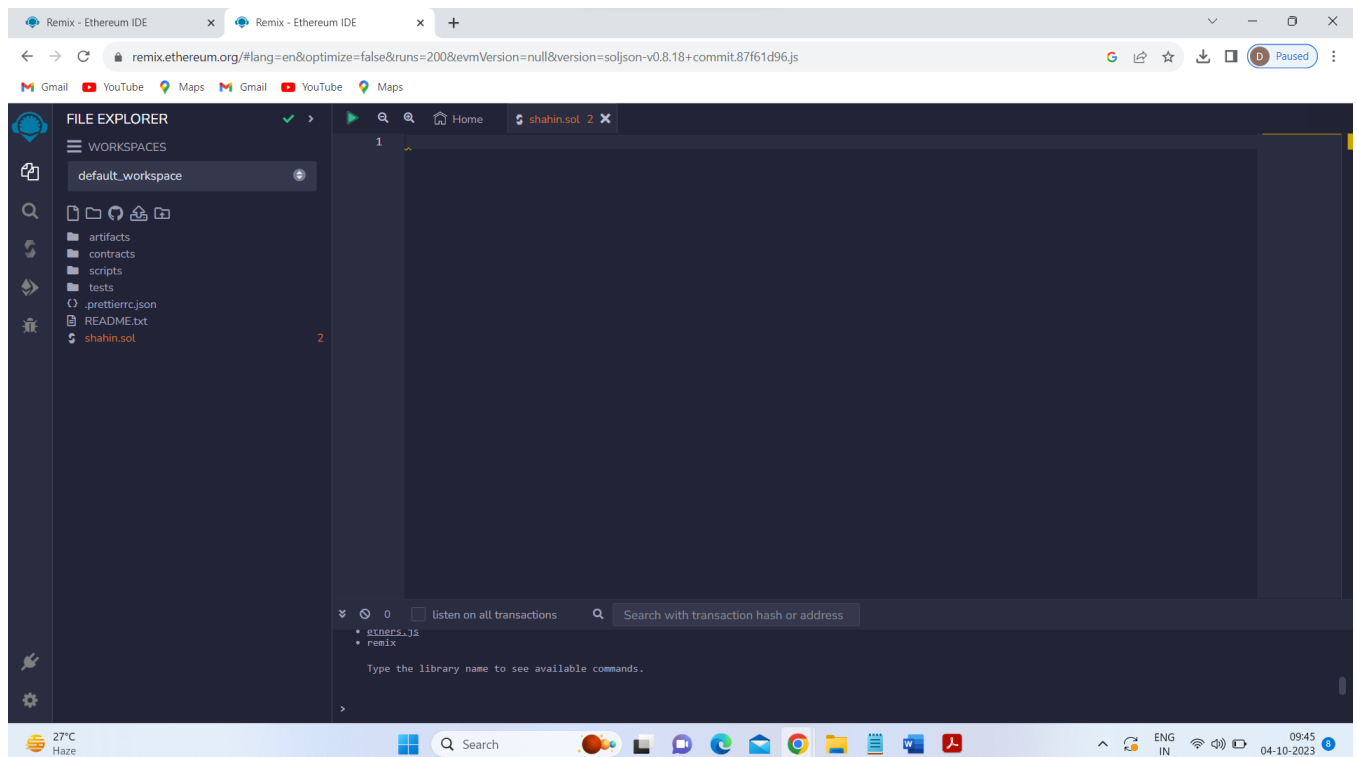 Remix - Ethereum IDE
Remix - Ethereum IDE
remix.ethereum.org/#lang=en&optimize=false&runs=200&evmVersion=null&version=soljson-v0.8.18+commit.87f61d96.js
D Paused
Gmail YouTube Maps Gmail YouTube Maps
FILE EXPLORER
Home
shahin.sol 2
WORKSPACES
1
default_workspace
artifacts
contracts
scripts
tests
.prettierrc.json
README.txt
shahin.sol 2
0 listen on all transactions Search with transaction hash or address
• ethers.js
• remix
Type the library name to see available commands.
>
27°C
Haze
Search
ENG
IN
09:45
04-10-2023
8